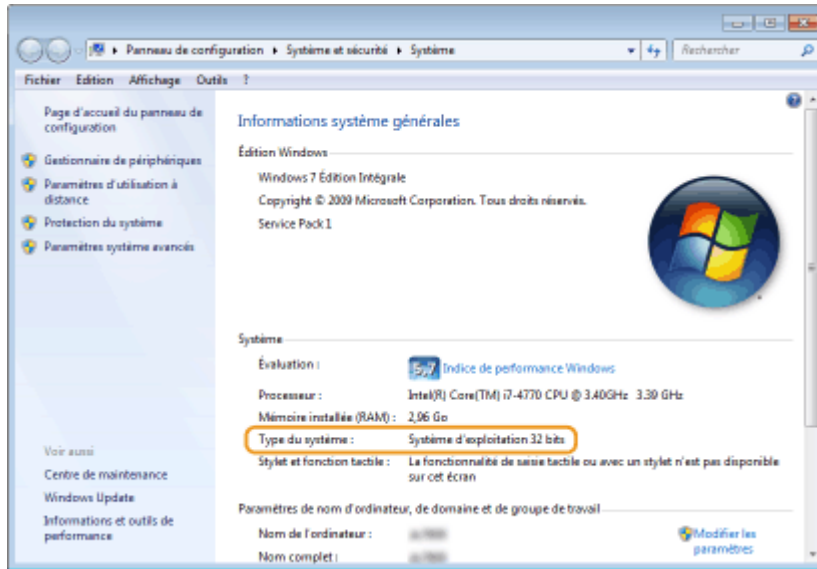 Panneau de configuration ▸ Système et sécurité ▸ Système
Rechercher
Fichier Edition Affichage Outils ?
Page d'accueil du panneau de
configuration
Gestionnaire de périphériques
Paramètres d'utilisation à
distance
Protection du système
Paramètres système avancés
Voir aussi
Centre de maintenance
Windows Update
Informations et outils de
performance
Informations système générales
Édition Windows
Windows 7 Édition Intégrale
Copyright © 2009 Microsoft Corporation. Tous droits réservés.
Service Pack 1
Système
Évaluation :
5,7 Indice de performance Windows
Processeur : Intel(R) Core(TM) i7-4770 CPU @ 3.40GHz 3.39 GHz
Mémoire installée (RAM) : 2,96 Go
Type du système : Système d'exploitation 32 bits
Stylet et fonction tactile : La fonctionnalité de saisie tactile ou avec un stylet n'est pas disponible
sur cet écran
Paramètres de nom d'ordinateur, de domaine et de groupe de travail
Nom de l'ordinateur :
Modifier les
paramètres
Nom complet :